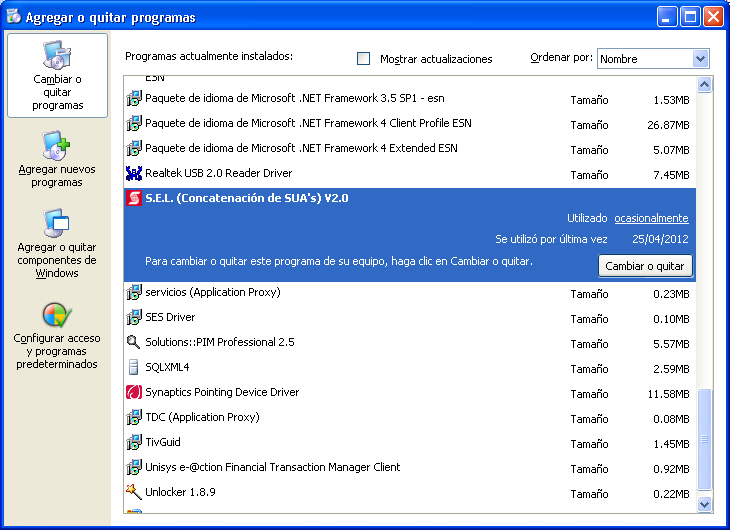 Agregar o quitar programas
Cambiar o
quitar
programas
Agregar nuevos
programas
Agregar o quitar
componentes de
Windows
Configurar acceso
y programas
predeterminados
Programas actualmente instalados:
Mostrar actualizaciones
Ordenar por: Nombre
ESN
Paquete de idioma de Microsoft .NET Framework 3.5 SP1 - esn Tamaño 1.53MB
Paquete de idioma de Microsoft .NET Framework 4 Client Profile ESN Tamaño 26.87MB
Paquete de idioma de Microsoft .NET Framework 4 Extended ESN Tamaño 5.07MB
Realtek USB 2.0 Reader Driver Tamaño 7.45MB
S.E.L. (Concatenación de SUA's) V2.0
Utilizado ocasionalmente
Se utilizó por última vez 25/04/2012
Para cambiar o quitar este programa de su equipo, haga clic en Cambiar o quitar. Cambiar o quitar
servicios (Application Proxy) Tamaño 0.23MB
SES Driver Tamaño 0.10MB
Solutions::PIM Professional 2.5 Tamaño 5.57MB
SQLXML4 Tamaño 2.59MB
Synaptics Pointing Device Driver Tamaño 11.58MB
TDC (Application Proxy) Tamaño 0.08MB
TivGuid Tamaño 1.45MB
Unisys e-@ction Financial Transaction Manager Client Tamaño 0.92MB
Unlocker 1.8.9 Tamaño 0.22MB